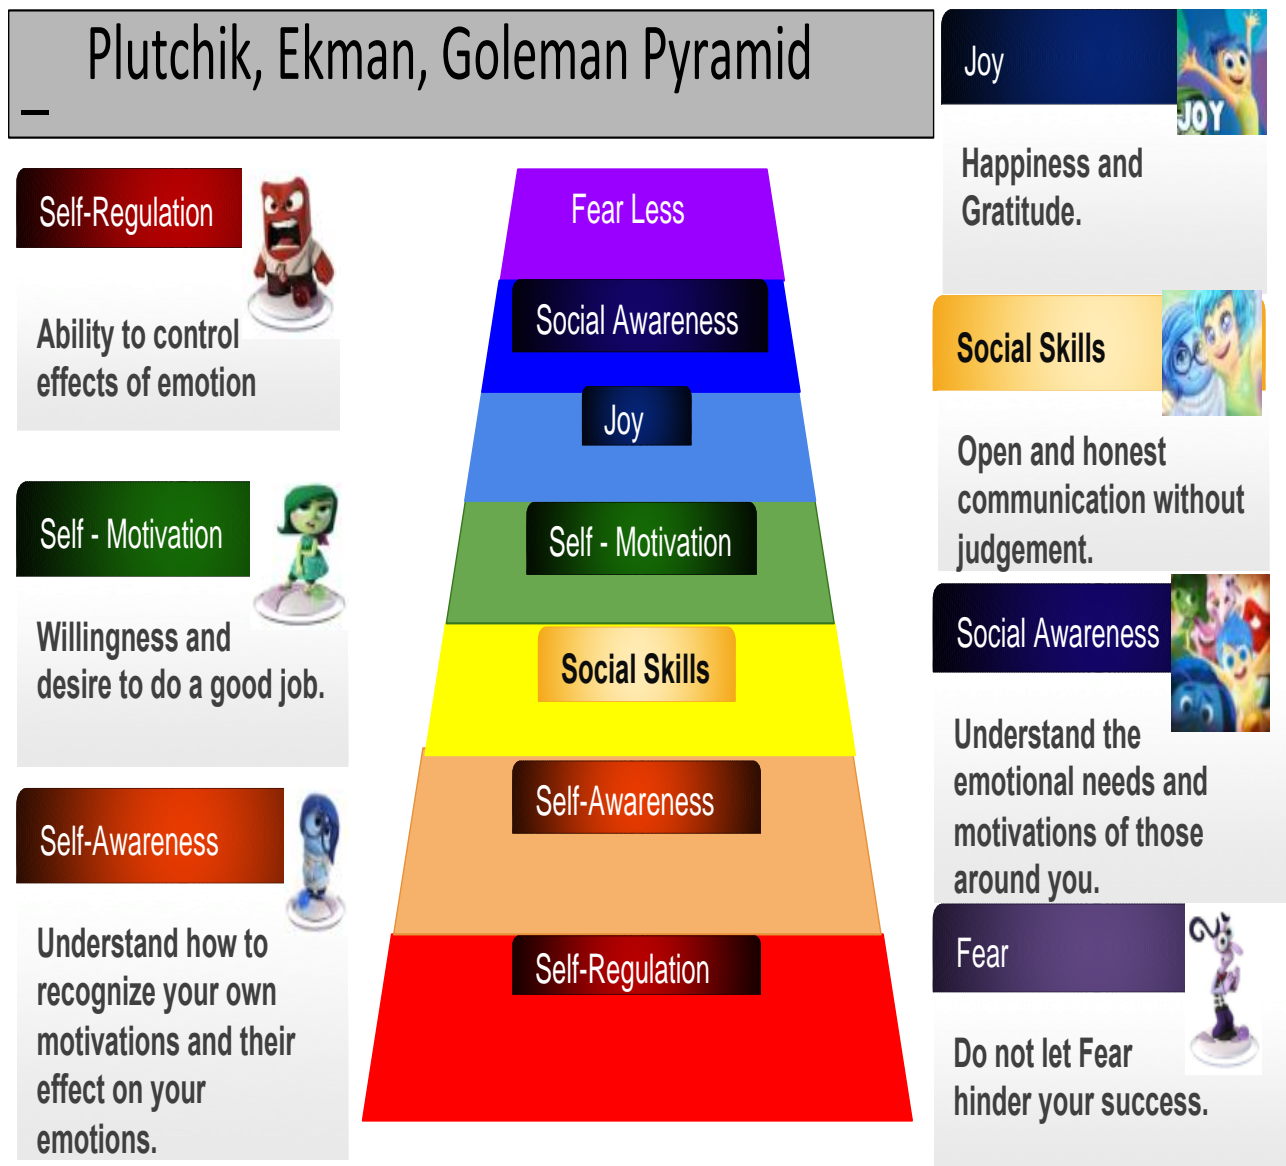 Plutchik, Ekman, Goleman Pyramid
_
Self-Regulation
Ability to control
effects of emotion
Self - Motivation
Willingness and
desire to do a good job.
Self-Awareness
Understand how to
recognize your own
motivations and their
effect on your
emotions.
Fear Less
Social Awareness
Joy
Self - Motivation
Social Skills
Self-Awareness
Self-Regulation
Joy
JOY
Happiness and
Gratitude.
Social Skills
Open and honest
communication without
judgement.
Social Awareness
Understand the
emotional needs and
motivations of those
around you.
Fear
Do not let Fear
hinder your success.